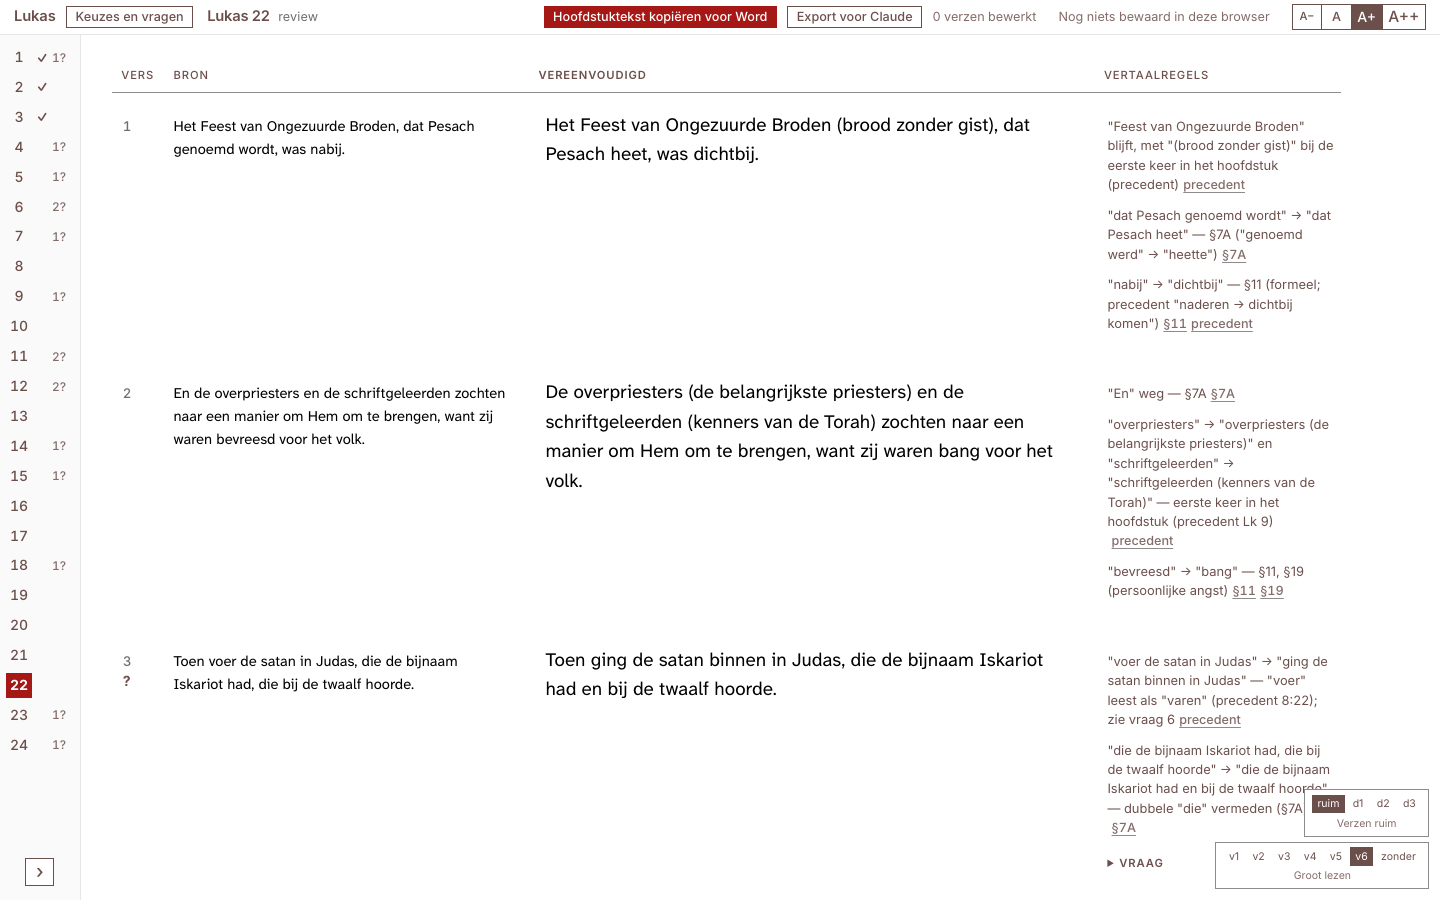 Lukas Keuzes en vragen Lukas 22 review Hoofdstuktekst kopiëren voor Word Export voor Claude 0 verzen bewerkt Nog niets bewaard in deze browser A− A A+ A++
1 ✓ 1?
2 ✓
3 ✓
4 1?
5 1?
6 2?
7 1?
8
9 1?
10
11 2?
12 2?
13
14 1?
15 1?
16
17
18 1?
19
20
21
22
23 1?
24 1?
›
VERS BRON VEREENVOUDIGD VERTAALREGELS
1
Het Feest van Ongezuurde Broden, dat Pesach
genoemd wordt, was nabij.
Het Feest van Ongezuurde Broden (brood zonder gist), dat
Pesach heet, was dichtbij.
"Feest van Ongezuurde Broden"
blijft, met "(brood zonder gist)" bij de
eerste keer in het hoofdstuk
(precedent) precedent
"dat Pesach genoemd wordt" → "dat
Pesach heet" — §7A ("genoemd
werd" → "heette") §7A
"nabij" → "dichtbij" — §11 (formeel;
precedent "naderen → dichtbij
komen") §11 precedent
2
En de overpriesters en de schriftgeleerden zochten
naar een manier om Hem om te brengen, want zij
waren bevreesd voor het volk.
De overpriesters (de belangrijkste priesters) en de
schriftgeleerden (kenners van de Torah) zochten naar een
manier om Hem om te brengen, want zij waren bang voor het
volk.
"En" weg — §7A §7A
"overpriesters" → "overpriesters (de
belangrijkste priesters)" en
"schriftgeleerden" →
"schriftgeleerden (kenners van de
Torah)" — eerste keer in het
hoofdstuk (precedent Lk 9)
precedent
"bevreesd" → "bang" — §11, §19
(persoonlijke angst) §11 §19
3
?
Toen voer de satan in Judas, die de bijnaam
Iskariot had, die bij de twaalf hoorde.
Toen ging de satan binnen in Judas, die de bijnaam Iskariot
had en bij de twaalf hoorde.
"voer de satan in Judas" → "ging de
satan binnen in Judas" — "voer"
leest als "varen" (precedent 8:22);
zie vraag 6 precedent
"die de bijnaam Iskariot had, die bij
de twaalf hoorde" → "die de bijnaam
Iskariot had en bij de twaalf hoorde"
— dubbele "die" vermeden (§7A
§7A
▶ VRAAG
ruim d1 d2 d3
Verzen ruim
v1 v2 v3 v4 v5 v6 zonder
Groot lezen